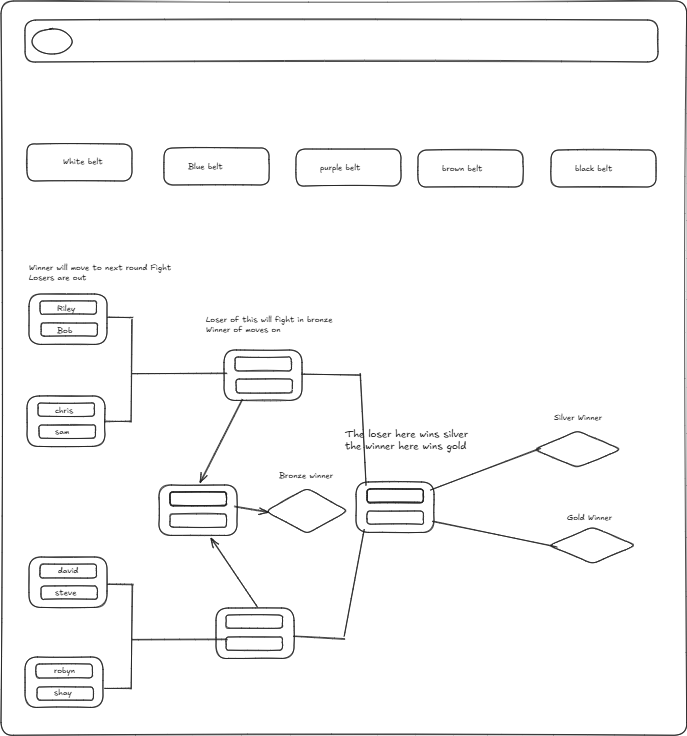 White belt
Blue belt
purple belt
brown belt
black belt
Winner will move to next round Fight
Losers are out
Riley
Bob
Loser of this will fight in bronze
Winner of moves on
chris
sam
The loser here wins silver
the winner here wins gold
Silver Winner
Bronze winner
Gold Winner
david
steve
robyn
shay